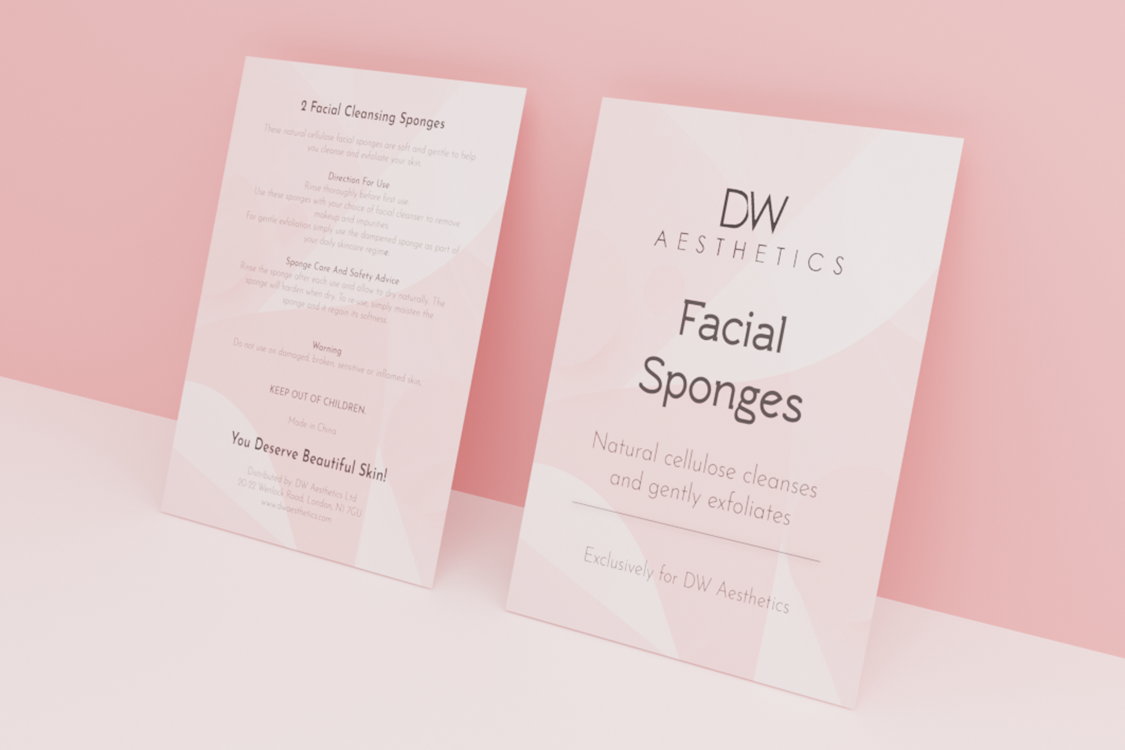 2 Facial Cleansing Sponges
These natural cellulose facial sponges are soft and gentle to help
you cleanse and exfoliate your skin.
Direction For Use
Rinse thoroughly before first use.
Use these sponges with your choice of facial cleanser to remove
makeup and impurities.
For gentle exfoliation simply use the dampened sponge as part of
your daily skincare regime.
Sponge Care And Safety Advice
Rinse the sponge after each use and allow to dry naturally. The
sponge will harden when dry. To re-use, simply moisten the
sponge and it regain its softness.
Warning
Do not use on damaged, broken, sensitive or inflamed skin.
KEEP OUT OF CHILDREN.
Made in China
You Deserve Beautiful Skin!
Distributed by: DW Aesthetics Ltd
20-22 Wenlock Road, London, N1 7GU
www.dwaesthetics.com
DW
AESTHETICS
Facial
Sponges
Natural cellulose cleanses
and gently exfoliates
Exclusively for DW Aesthetics